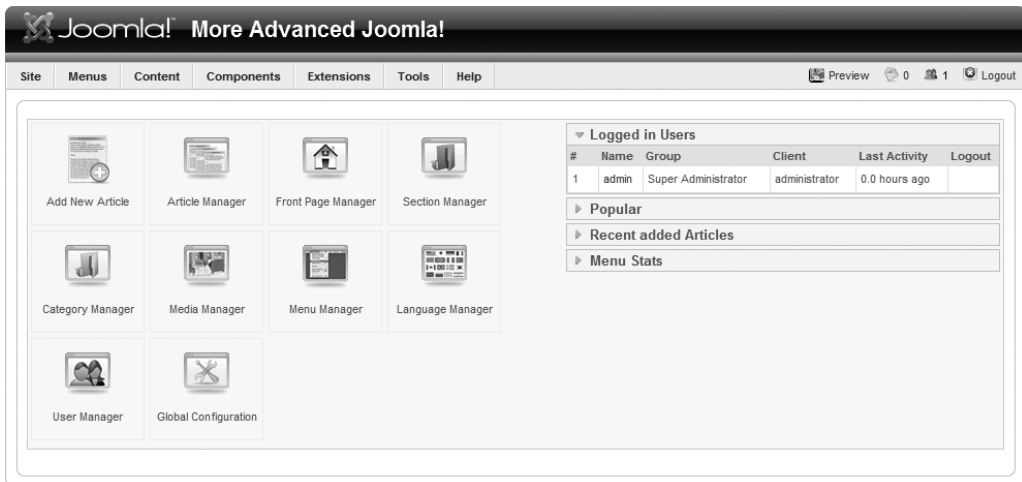 Joomla!™ More Advanced Joomla!
Site Menus Content Components Extensions Tools Help Preview 0 1 Logout
Add New Article Article Manager Front Page Manager Section Manager
Category Manager Media Manager Menu Manager Language Manager
User Manager Global Configuration
Logged in Users
# Name Group Client Last Activity Logout
1 admin Super Administrator administrator 0.0 hours ago
Popular
Recent added Articles
Menu Stats